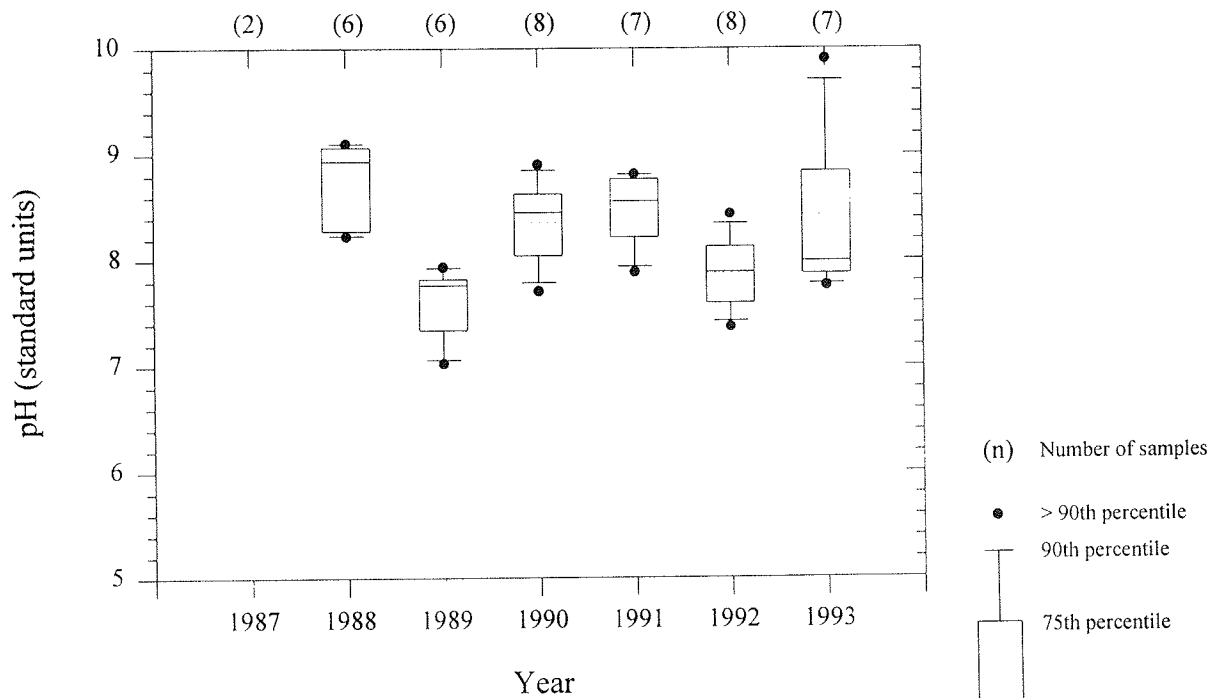 (2) (6) (6) (8) (7) (8) (7)
10
9
8
7
6
5
pH (standard units)
1987 1988 1989 1990 1991 1992 1993
Year
(n) Number of samples
> 90th percentile
90th percentile
75th percentile